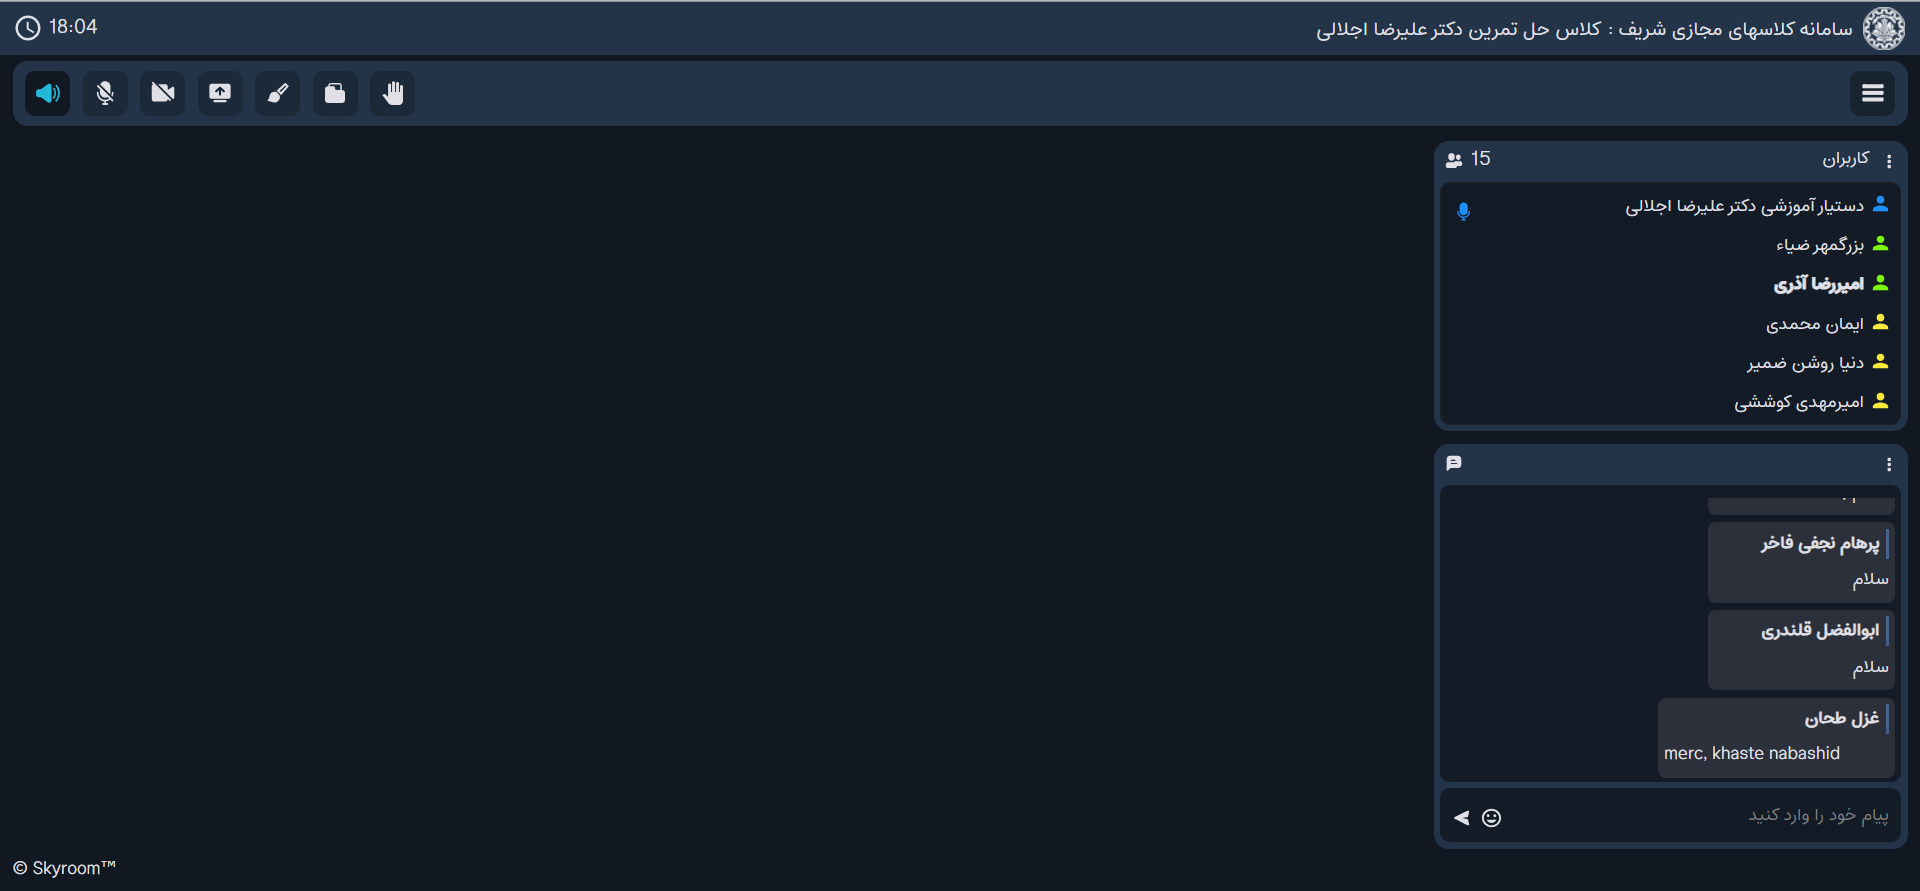 سامانه کلاسهای مجازی شریف : کلاس حل تمرین دکتر علیرضا اجلالی
18:04
کاربران
15
دستیار آموزشی دکتر علیرضا اجلالی
بزرگمهر ضیاء
امیررضا آذری
ایمان محمدی
دنیا روشن ضمیر
امیرمهدی کوششی
پرهام نجفی فاخر
سلام
ابوالفضل قلندری
سلام
غزل طحان
merc, khaste nabashid
پیام خود را وارد کنید
© Skyroom™